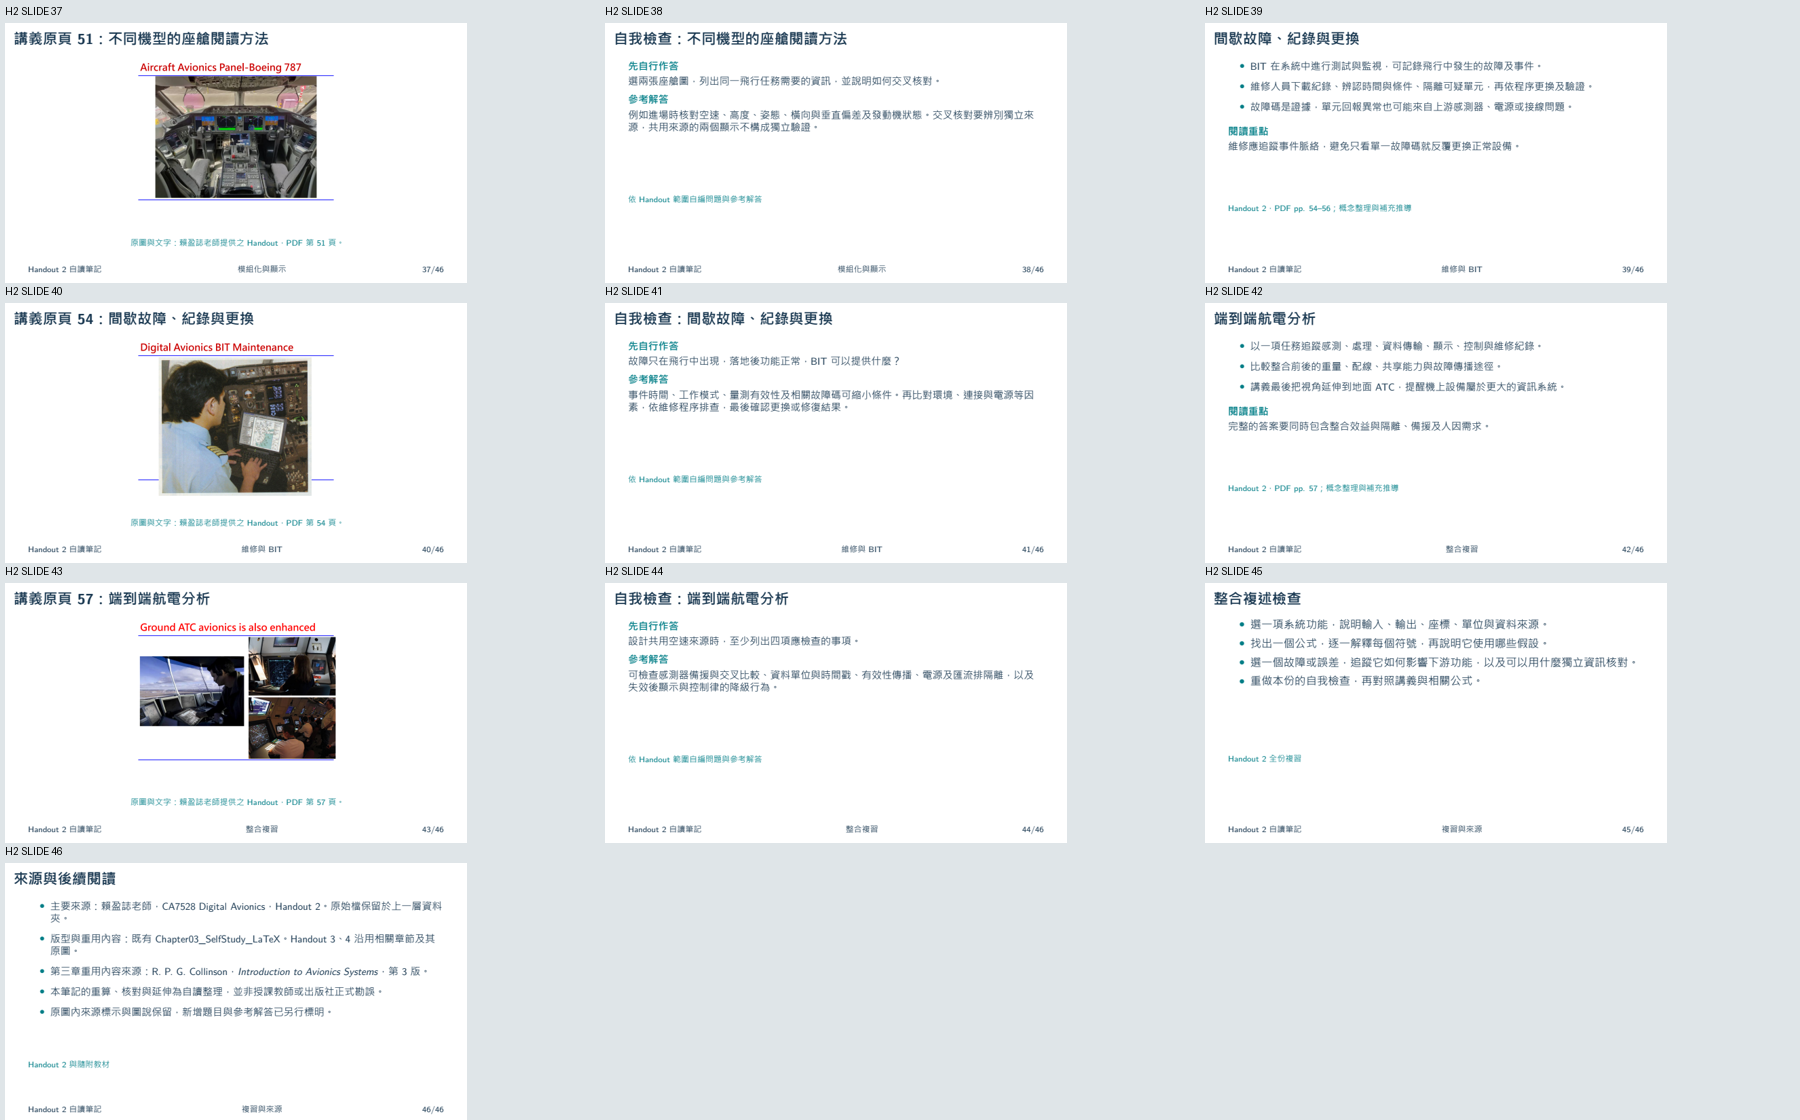 H2 SLIDE 37
講義原頁 51：不同機型的座艙閱讀方法
Aircraft Avionics Panel-Boeing 787
原圖與文字：賴盈誌老師提供之 Handout，PDF 第 51 頁。
Handout 2 自讀筆記
模組化與顯示
37/46
H2 SLIDE 38
自我檢查：不同機型的座艙閱讀方法
先自行作答
選兩張座艙圖，列出同一飛行任務需要的資訊，並說明如何交叉核對。
參考解答
例如進場時核對空速、高度、姿態、橫向與垂直偏差及發動機狀態。交叉核對要辨別獨立來
源，共用來源的兩個顯示不構成獨立驗證。
依 Handout 範圍自編問題與參考解答
Handout 2 自讀筆記
模組化與顯示
38/46
H2 SLIDE 39
間歇故障、紀錄與更換
BIT 在系統中進行測試與監視，可記錄飛行中發生的故障及事件。
維修人員下載紀錄、辨認時間與條件、隔離可疑單元，再依程序更換及驗證。
故障碼是證據，單元回報異常也可能來自上游感測器、電源或接線問題。
閱讀重點
維修應追蹤事件脈絡，避免只看單一故障碼就反覆更換正常設備。
Handout 2，PDF pp. 54–56；概念整理與補充推導
Handout 2 自讀筆記
維修與 BIT
39/46
H2 SLIDE 40
講義原頁 54：間歇故障、紀錄與更換
Digital Avionics BIT Maintenance
原圖與文字：賴盈誌老師提供之 Handout，PDF 第 54 頁。
Handout 2 自讀筆記
維修與 BIT
40/46
H2 SLIDE 41
自我檢查：間歇故障、紀錄與更換
先自行作答
故障只在飛行中出現，落地後功能正常，BIT 可以提供什麼？
參考解答
事件時間、工作模式、量測有效性及相關故障碼可縮小條件。再比對環境、連接與電源等因
素，依維修程序排查，最後確認更換或修復結果。
依 Handout 範圍自編問題與參考解答
Handout 2 自讀筆記
維修與 BIT
41/46
H2 SLIDE 42
端到端航電分析
以一項任務追蹤感測、處理、資料傳輸、顯示、控制與維修紀錄。
比較整合前後的重量、配線、共享能力與故障傳播途徑。
講義最後把視角延伸到地面 ATC，提醒機上設備屬於更大的資訊系統。
閱讀重點
完整的答案要同時包含整合效益與隔離、備援及人因需求。
Handout 2，PDF pp. 57；概念整理與補充推導
Handout 2 自讀筆記
整合複習
42/46
H2 SLIDE 43
講義原頁 57：端到端航電分析
Ground ATC avionics is also enhanced
原圖與文字：賴盈誌老師提供之 Handout，PDF 第 57 頁。
Handout 2 自讀筆記
整合複習
43/46
H2 SLIDE 44
自我檢查：端到端航電分析
先自行作答
設計共用空速來源時，至少列出四項應檢查的事項。
參考解答
可檢查感測器備援與交叉比較、資料單位與時間戳、有效性傳播、電源及匯流排隔離，以及
失效後顯示與控制律的降級行為。
依 Handout 範圍自編問題與參考解答
Handout 2 自讀筆記
整合複習
44/46
H2 SLIDE 45
整合複述檢查
選一項系統功能，說明輸入、輸出、座標、單位與資料來源。
找出一個公式，逐一解釋每個符號，再說明它使用哪些假設。
選一個故障或誤差，追蹤它如何影響下游功能，以及可以用什麼獨立資訊核對。
重做本份的自我檢查，再對照講義與相關公式。
Handout 2 全份複習
Handout 2 自讀筆記
複習與來源
45/46
H2 SLIDE 46
來源與後續閱讀
主要來源：賴盈誌老師，CA7528 Digital Avionics，Handout 2。原始檔保留於上一層資料
夾。
版型與重用內容：既有 Chapter03_SelfStudy_LaTeX。Handout 3、4 沿用相關章節及其
原圖。
第三章重用內容來源：R. P. G. Collinson，Introduction to Avionics Systems，第 3 版。
本筆記的重算、核對與延伸為自讀整理，並非授課教師或出版社正式勘誤。
原圖內來源標示與圖說保留，新增題目與參考解答已另行標明。
Handout 2 與隨附教材
Handout 2 自讀筆記
複習與來源
46/46